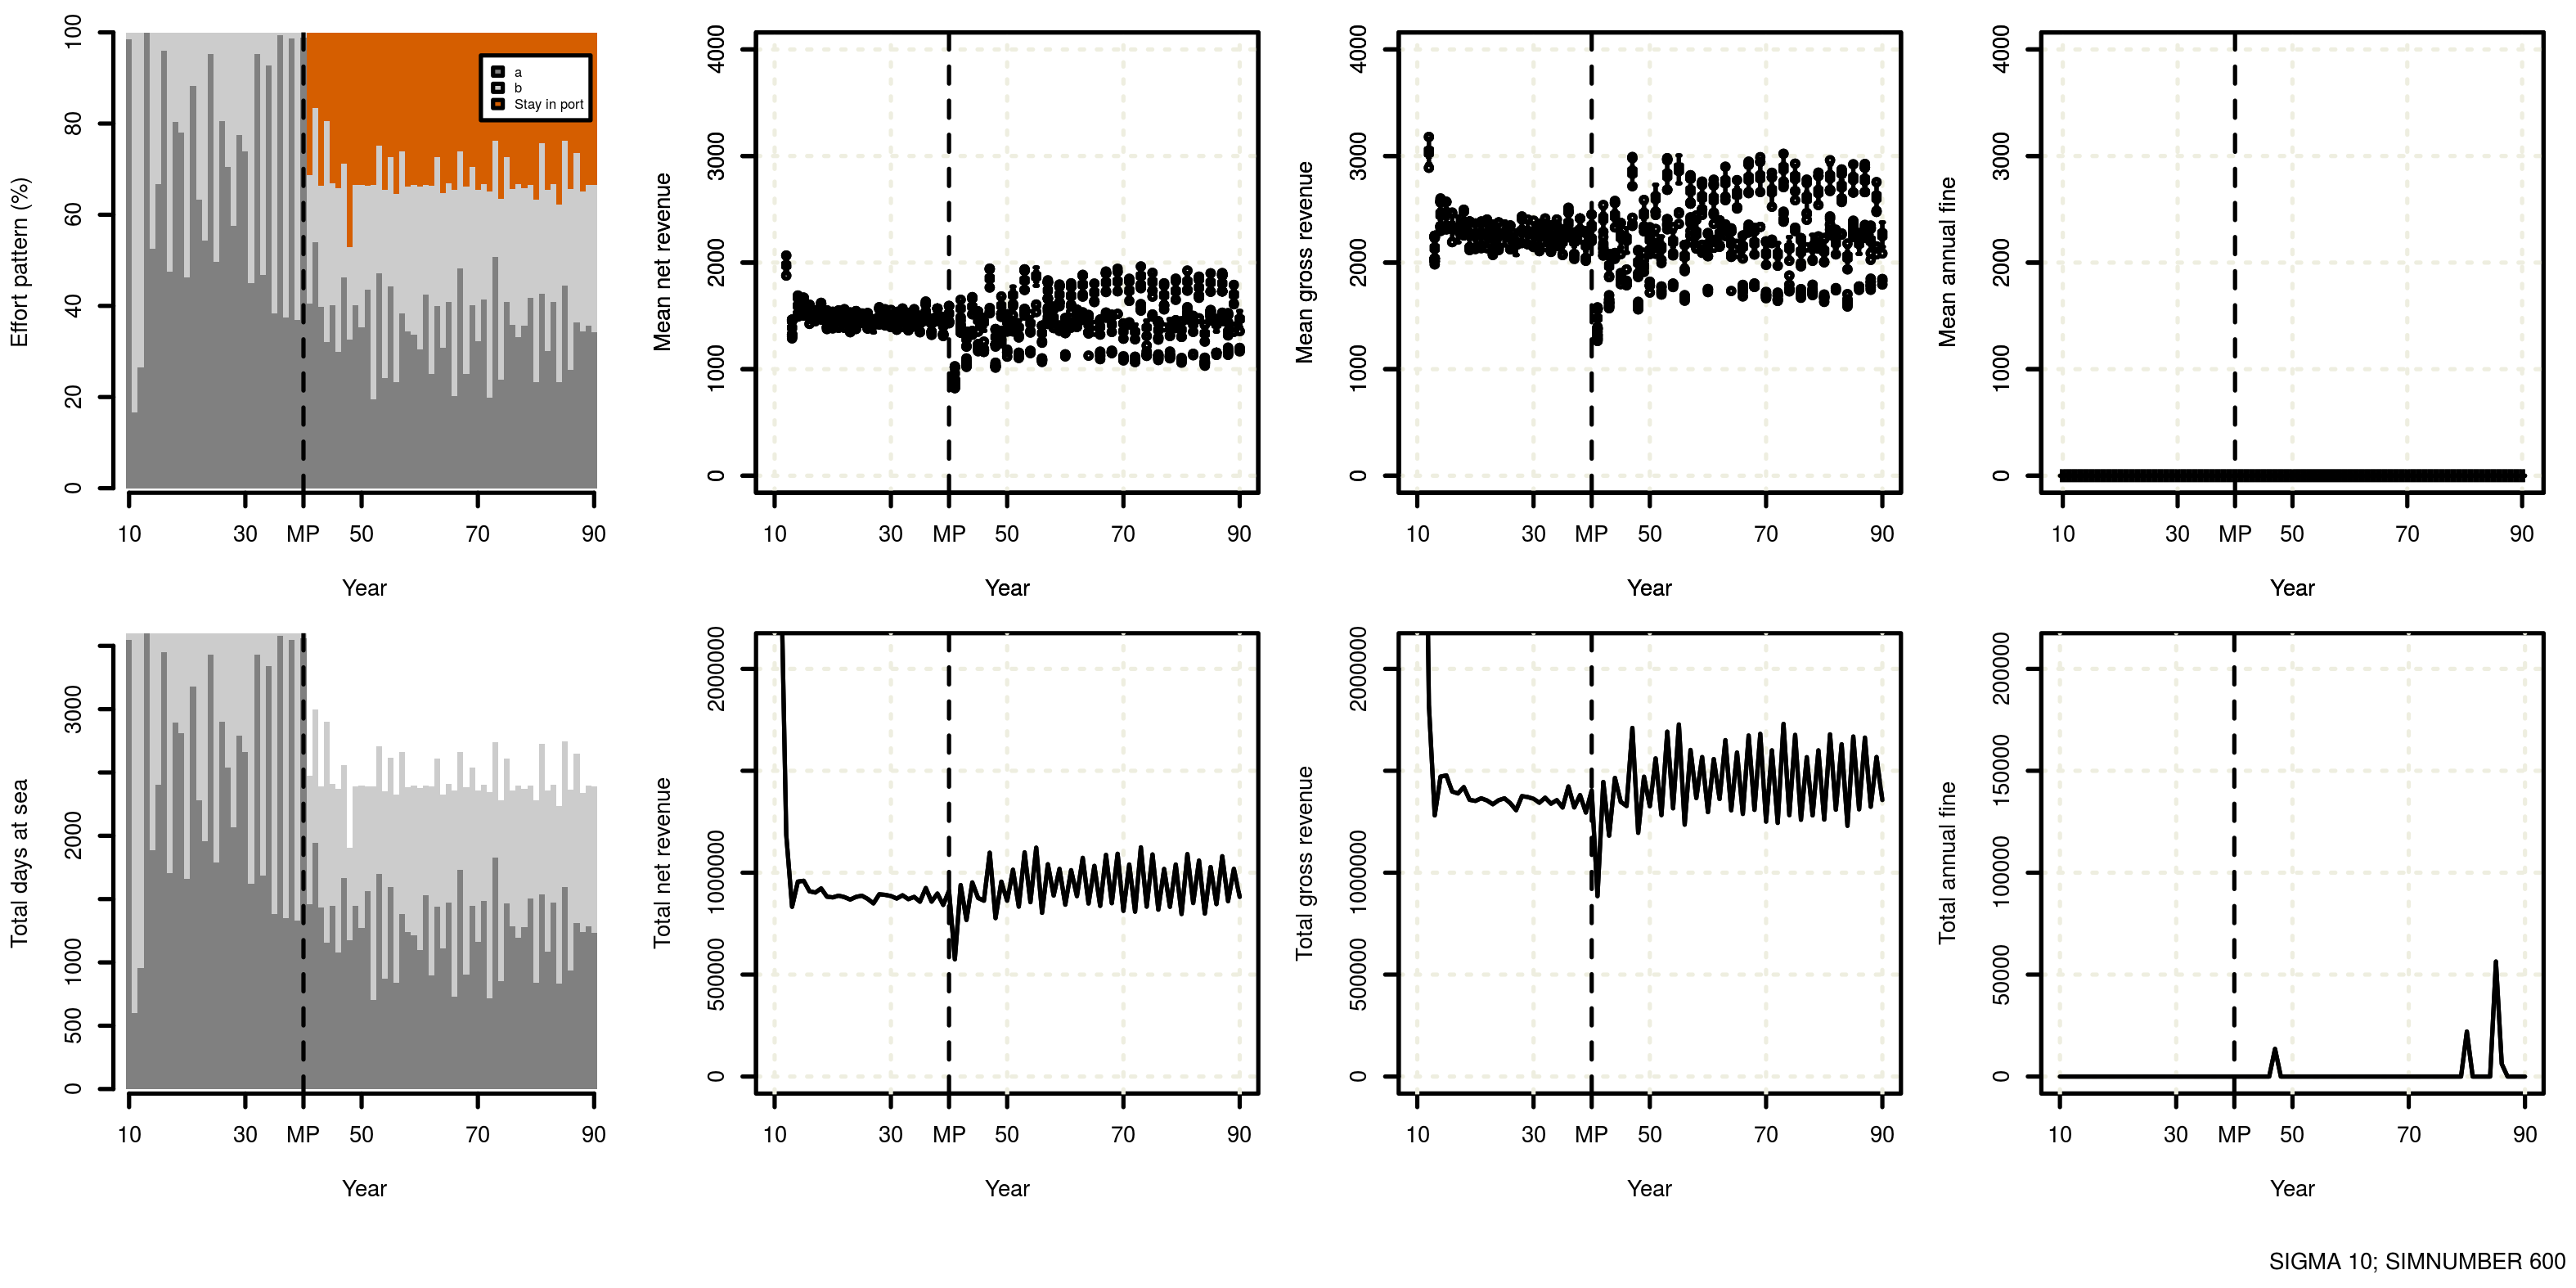 Effort pattern (%)
0 20 40 60 80 100
a
b
Stay in port
10 30 MP 50 70 90
Year
Mean net revenue
0 1000 2000 3000 4000
10 30 MP 50 70 90
Year
Mean gross revenue
0 1000 2000 3000 4000
10 30 MP 50 70 90
Year
Mean annual fine
0 1000 2000 3000 4000
10 30 MP 50 70 90
Year
Total days at sea
0 500 1000 2000 3000
10 30 MP 50 70 90
Year
Total net revenue
0 500000 1000000 2000000
10 30 MP 50 70 90
Year
Total gross revenue
0 500000 1000000 2000000
10 30 MP 50 70 90
Year
Total annual fine
0 50000 100000 150000 200000
10 30 MP 50 70 90
Year
SIGMA 10; SIMNUMBER 600